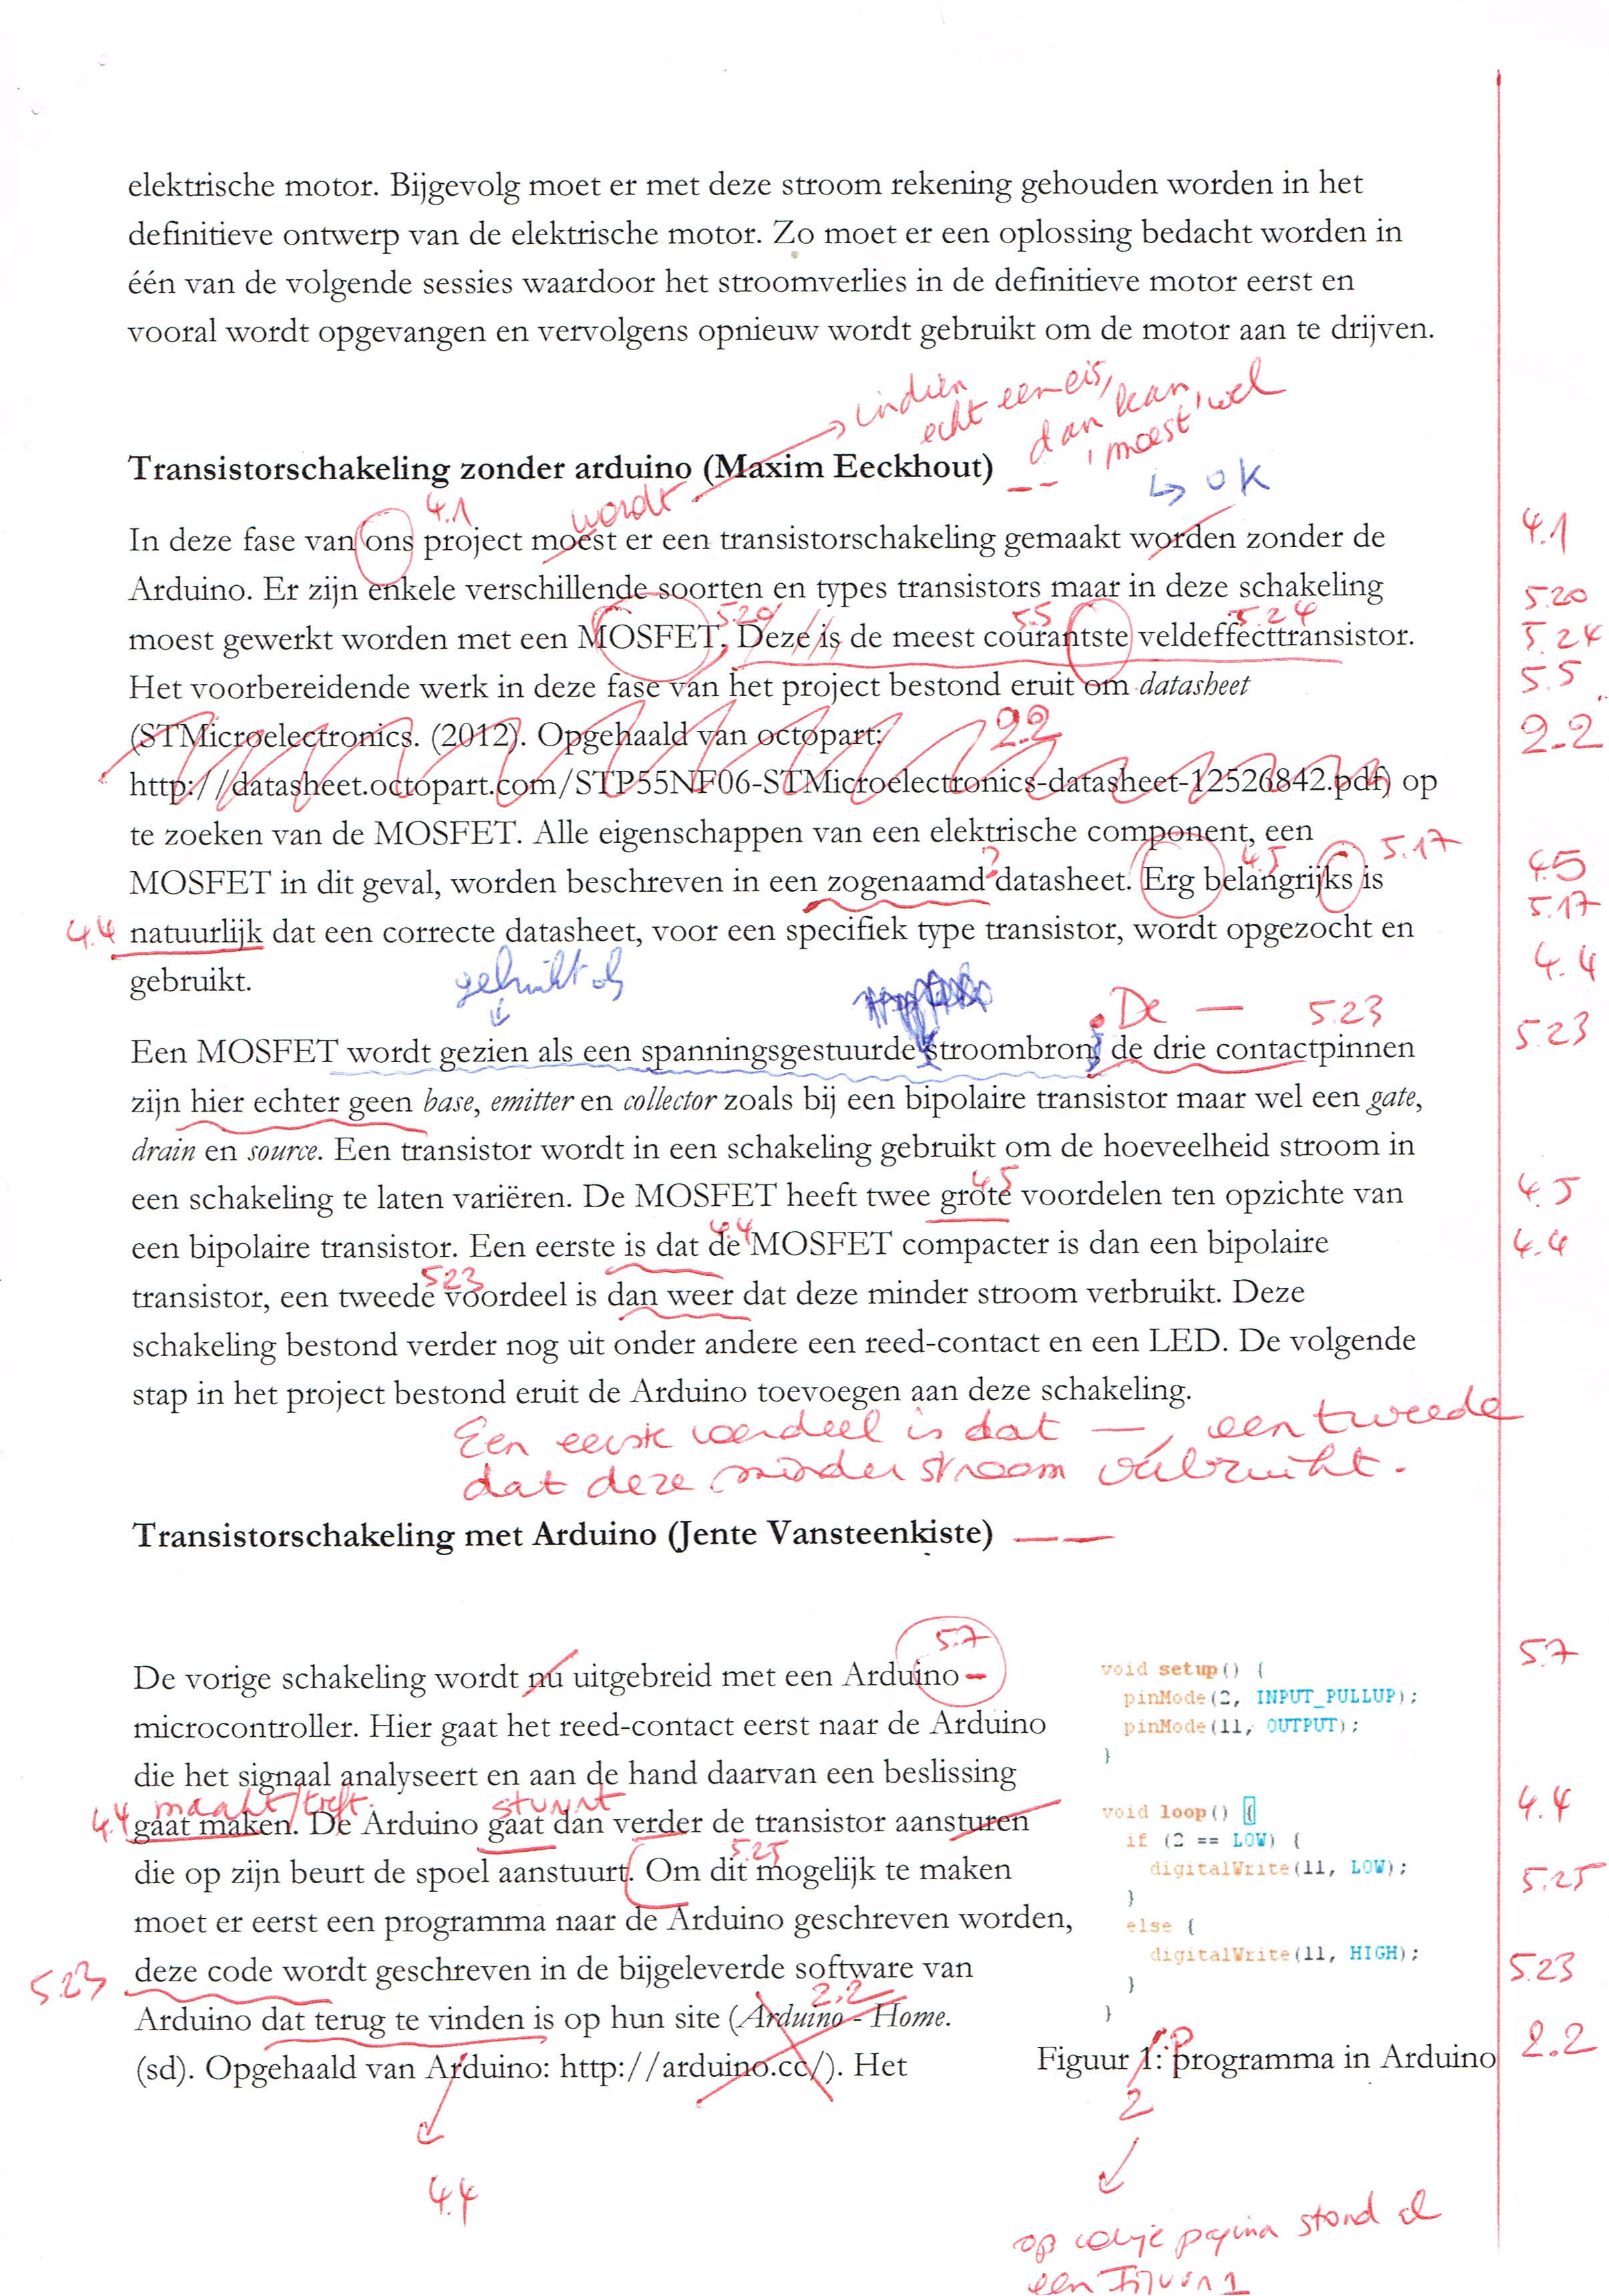 elektrische motor. Bijgevolg moet er met deze stroom rekening gehouden worden in het
definitieve ontwerp van de elektrische motor. Zo moet er een oplossing bedacht worden in
één van de volgende sessies waardoor het stroomverlies in de definitieve motor eerst en
vooral wordt opgevangen en vervolgens opnieuw wordt gebruikt om de motor aan te drijven.
indien
echt een eis,
dan kan
'moest' wel
Transistorschakeling zonder arduino (Maxim Eeckhout)
↳ OK
4.1
wordt
In deze fase van ons project moest er een transistorschakeling gemaakt worden zonder de
4.1
Arduino. Er zijn enkele verschillende soorten en types transistors maar in deze schakeling
5.20
5.20 5.5 5.24
moest gewerkt worden met een MOSFET. Deze is de meest courantste veldeffecttransistor.
5.24
Het voorbereidende werk in deze fase van het project bestond eruit om datasheet
5.5
(STMicroelectronics. (2012). Opgehaald van octopart:
2.2
2.2
http://datasheet.octopart.com/STP55NF06-STMicroelectronics-datasheet-12526842.pdf) op
te zoeken van de MOSFET. Alle eigenschappen van een elektrische component, een
? 4.5 5.17
MOSFET in dit geval, worden beschreven in een zogenaamd datasheet. Erg belangrijks is
4.5
5.17
4.4 natuurlijk dat een correcte datasheet, voor een specifiek type transistor, wordt opgezocht en
4.4
gebruikt.
gebruikt als
De — 5.23
Een MOSFET wordt gezien als een spanningsgestuurde stroombron, de drie contactpinnen
5.23
zijn hier echter geen base, emitter en collector zoals bij een bipolaire transistor maar wel een gate,
drain en source. Een transistor wordt in een schakeling gebruikt om de hoeveelheid stroom in
4.5
een schakeling te laten variëren. De MOSFET heeft twee grote voordelen ten opzichte van
4.5
4.4
een bipolaire transistor. Een eerste is dat de MOSFET compacter is dan een bipolaire
4.4
5.23
transistor, een tweede voordeel is dan weer dat deze minder stroom verbruikt. Deze
schakeling bestond verder nog uit onder andere een reed-contact en een LED. De volgende
stap in het project bestond eruit de Arduino toevoegen aan deze schakeling.
Een eerste voordeel is dat —, een tweede
dat deze minder stroom verbruikt.
Transistorschakeling met Arduino (Jente Vansteenkiste)
5.7
De vorige schakeling wordt nu uitgebreid met een Arduino-
5.7
microcontroller. Hier gaat het reed-contact eerst naar de Arduino
die het signaal analyseert en aan de hand daarvan een beslissing
maakt/treft. stuurt
4.4 gaat maken. De Arduino gaat dan verder de transistor aansturen
4.4
5.25
die op zijn beurt de spoel aanstuurt. Om dit mogelijk te maken
5.25
moet er eerst een programma naar de Arduino geschreven worden,
5.23 deze code wordt geschreven in de bijgeleverde software van
5.23
2.2
Arduino dat terug te vinden is op hun site (Arduino - Home.
(sd). Opgehaald van Arduino: http://arduino.cc/). Het
2.2
4.4
void setup() {
pinMode(2, INPUT_PULLUP);
pinMode(11, OUTPUT);
}
void loop() {
if (2 == LOW) {
digitalWrite(11, LOW);
}
else {
digitalWrite(11, HIGH);
}
}
P
Figuur 1: programma in Arduino
2
op vorige pagina stond al
een Figuur 1